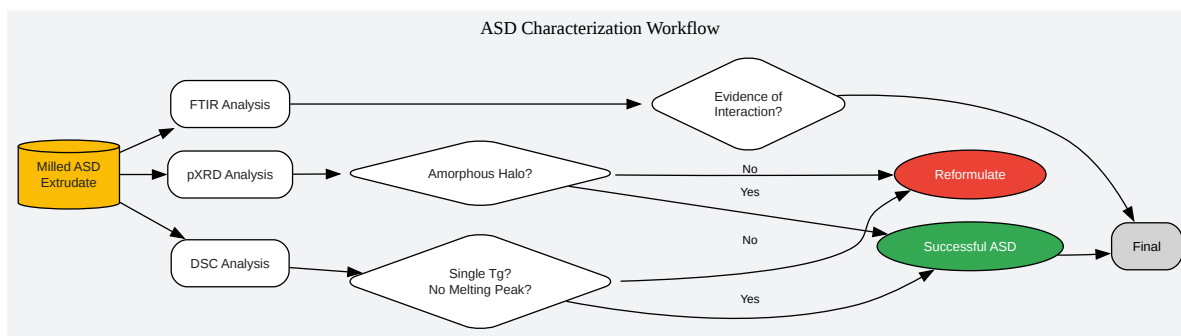 ASD Characterization Workflow
FTIR Analysis
Evidence of
Interaction?
Milled ASD
Extrudate
pXRD Analysis
Amorphous Halo?
No
Yes
Reformulate
DSC Analysis
Single Tg?
No Melting Peak?
No
Yes
Successful ASD
Final